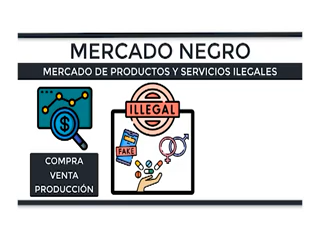 MERCADO NEGRO
MERCADO DE PRODUCTOS Y SERVICIOS ILEGALES
ILLEGAL
FAKE
COMPRA
VENTA
PRODUCCIÓN